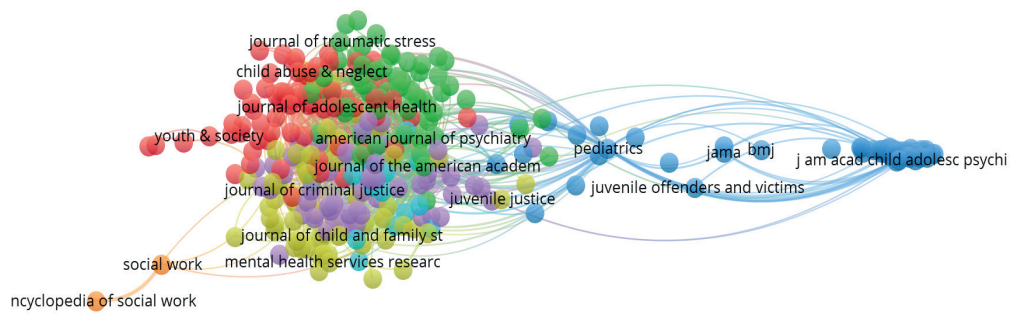 journal of traumatic stress
child abuse & neglect
journal of adolescent health
youth & society
american journal of psychiatry
pediatrics
jama
bmj
j am acad child adolesc psychi
journal of the american academ
journal of criminal justice
juvenile justice
juvenile offenders and victims
journal of child and family st
social work
mental health services researc
ncyclopedia of social work